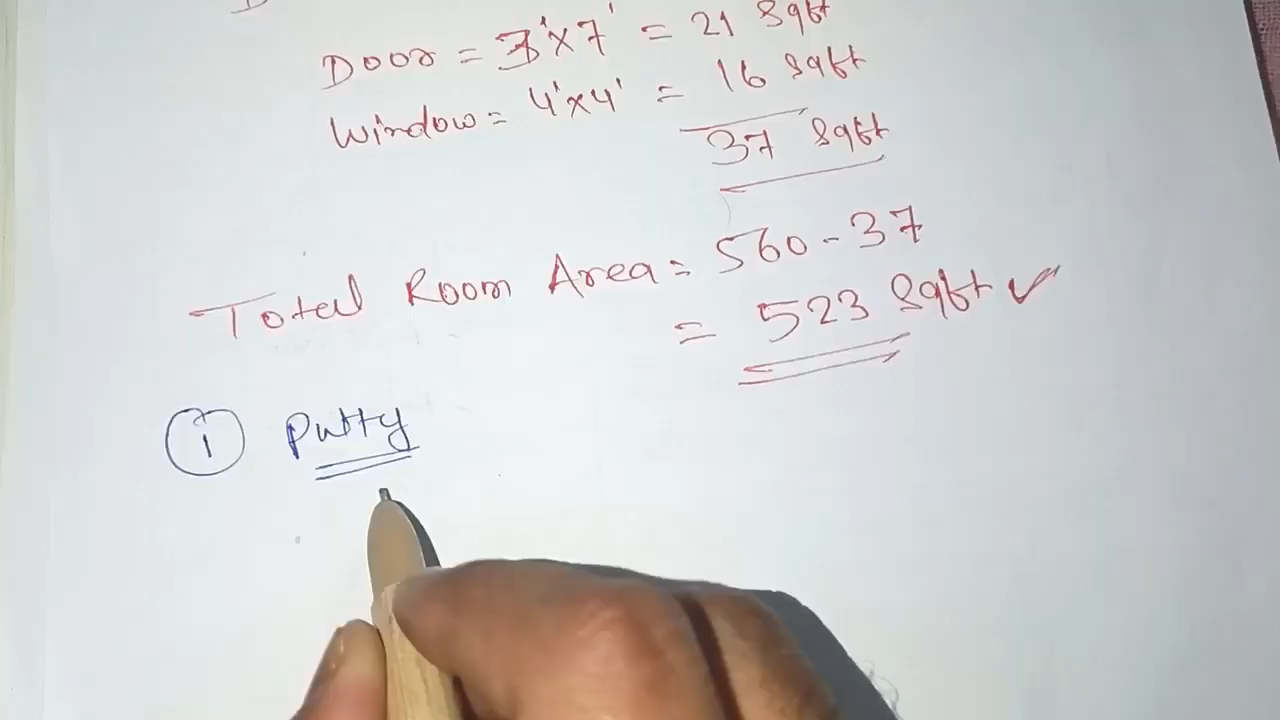 Door = 3'x7' = 21 Sqft
Window = 4'x4' = 16 Sqft
37 Sqft
Total Room Area = 560-37
= 523 Sqft ✓
① Putty